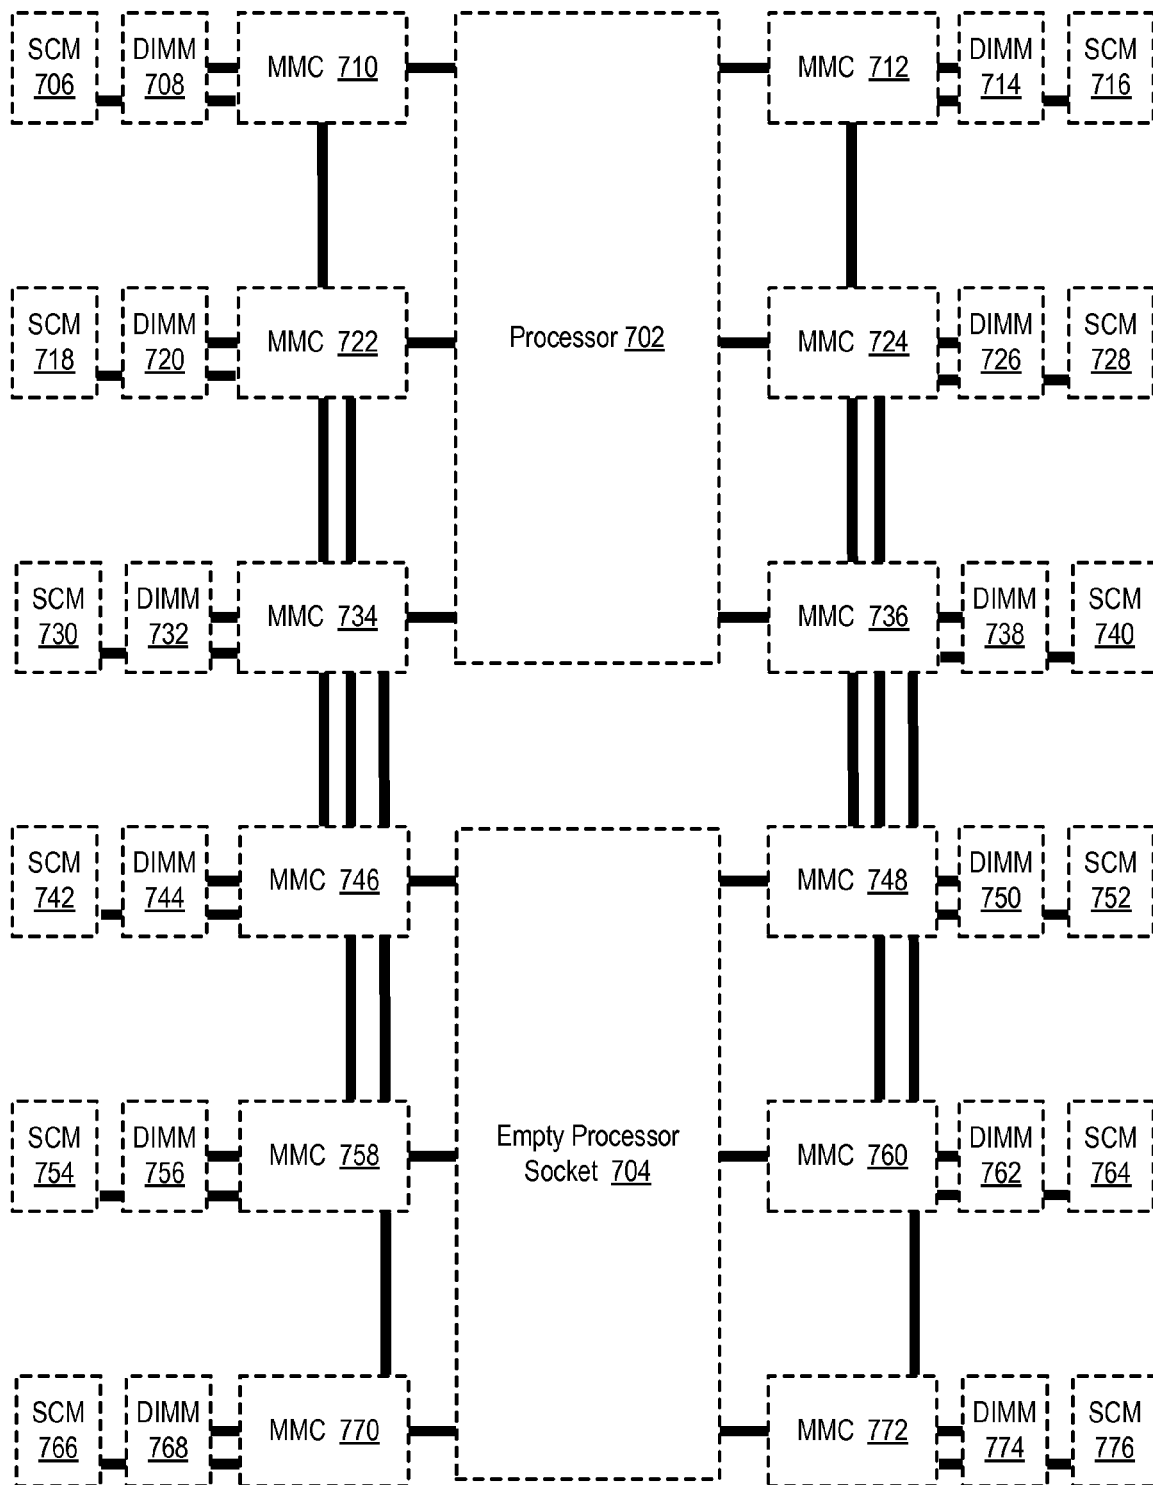 SCM
706
DIMM
708
MMC 710
MMC 712
DIMM
714
SCM
716
SCM
718
DIMM
720
MMC 722
Processor 702
MMC 724
DIMM
726
SCM
728
SCM
730
DIMM
732
MMC 734
MMC 736
DIMM
738
SCM
740
SCM
742
DIMM
744
MMC 746
MMC 748
DIMM
750
SCM
752
SCM
754
DIMM
756
MMC 758
Empty Processor
Socket 704
MMC 760
DIMM
762
SCM
764
SCM
766
DIMM
768
MMC 770
MMC 772
DIMM
774
SCM
776